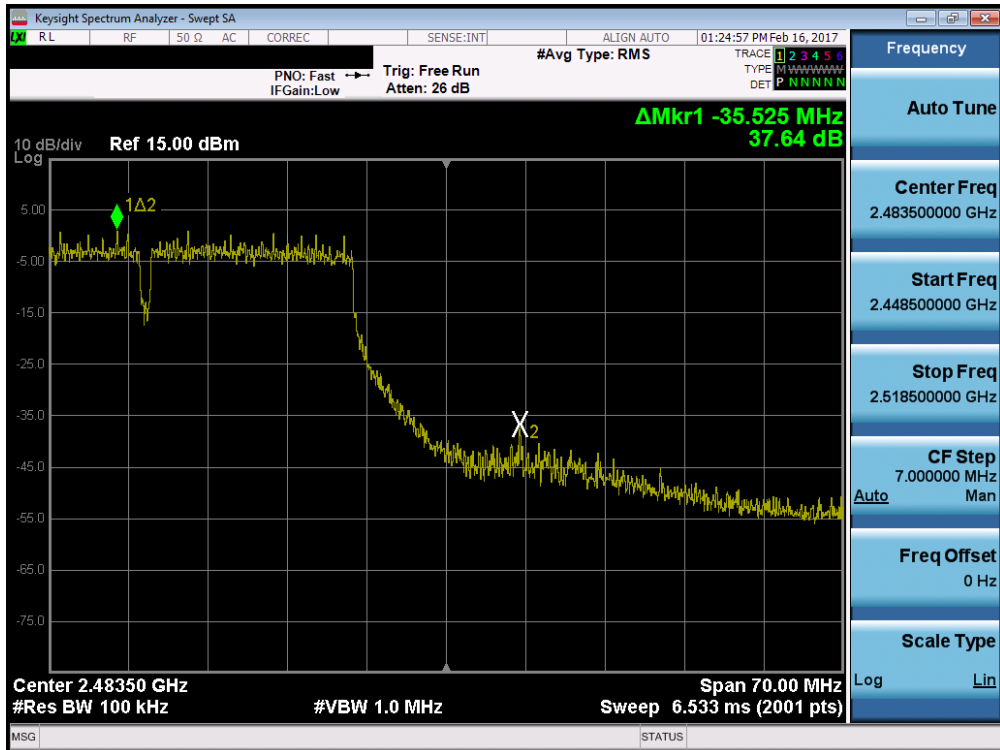 Keysight Spectrum Analyzer - Swept SA
LXI RL RF 50 Ω AC CORREC SENSE:INT ALIGN AUTO 01:24:57 PM Feb 16, 2017
#Avg Type: RMS
TRACE 1 2 3 4 5 6
TYPE M WWWWW
DET P N N N N N
PNO: Fast
IFGain:Low
Trig: Free Run
Atten: 26 dB
ΔMkr1 -35.525 MHz
37.64 dB
10 dB/div
Log
Ref 15.00 dBm
5.00
-5.00
-15.0
-25.0
-35.0
-45.0
-55.0
-65.0
-75.0
1Δ2
X2
Center 2.48350 GHz
Span 70.00 MHz
#Res BW 100 kHz
#VBW 1.0 MHz
Sweep 6.533 ms (2001 pts)
MSG
STATUS
Frequency
Auto Tune
Center Freq
2.483500000 GHz
Start Freq
2.448500000 GHz
Stop Freq
2.518500000 GHz
CF Step
7.000000 MHz
Auto Man
Freq Offset
0 Hz
Scale Type
Log Lin